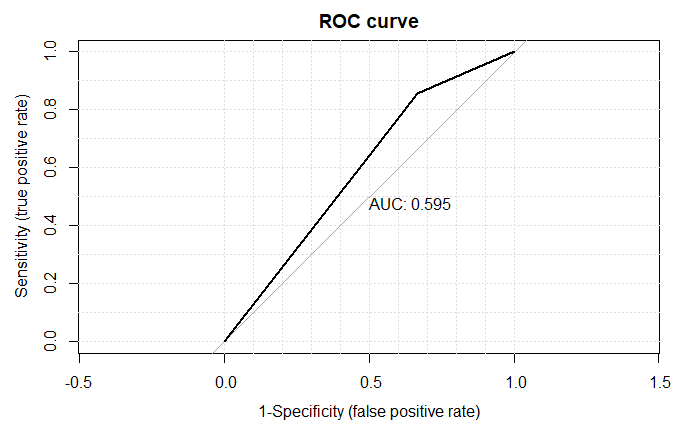 ROC curve
Sensitivity (true positive rate)
1.0
0.8
0.6
0.4
0.2
0.0
AUC: 0.595
-0.5 0.0 0.5 1.0 1.5
1-Specificity (false positive rate)